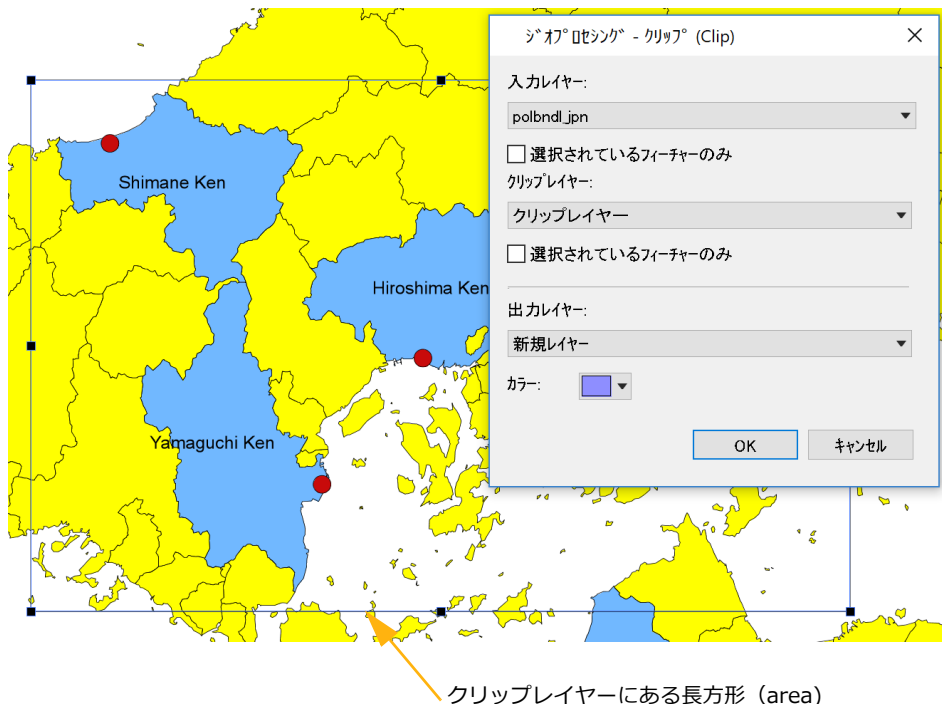 ｼﾞｵﾌﾟﾛｾｼﾝｸﾞ - ｸﾘｯﾌﾟ (Clip)
入力レイヤー:
polbndl_jpn
選択されているﾌｨｰﾁｬｰのみ
ｸﾘｯﾌﾟﾚｲﾔｰ:
クリップレイヤー
選択されているﾌｨｰﾁｬｰのみ
出力ﾚｲﾔｰ:
新規ﾚｲﾔｰ
ｶﾗｰ:
OK
ｷｬﾝｾﾙ
Shimane Ken
Hiroshima Ken
Yamaguchi Ken
クリップレイヤーにある長方形（area）